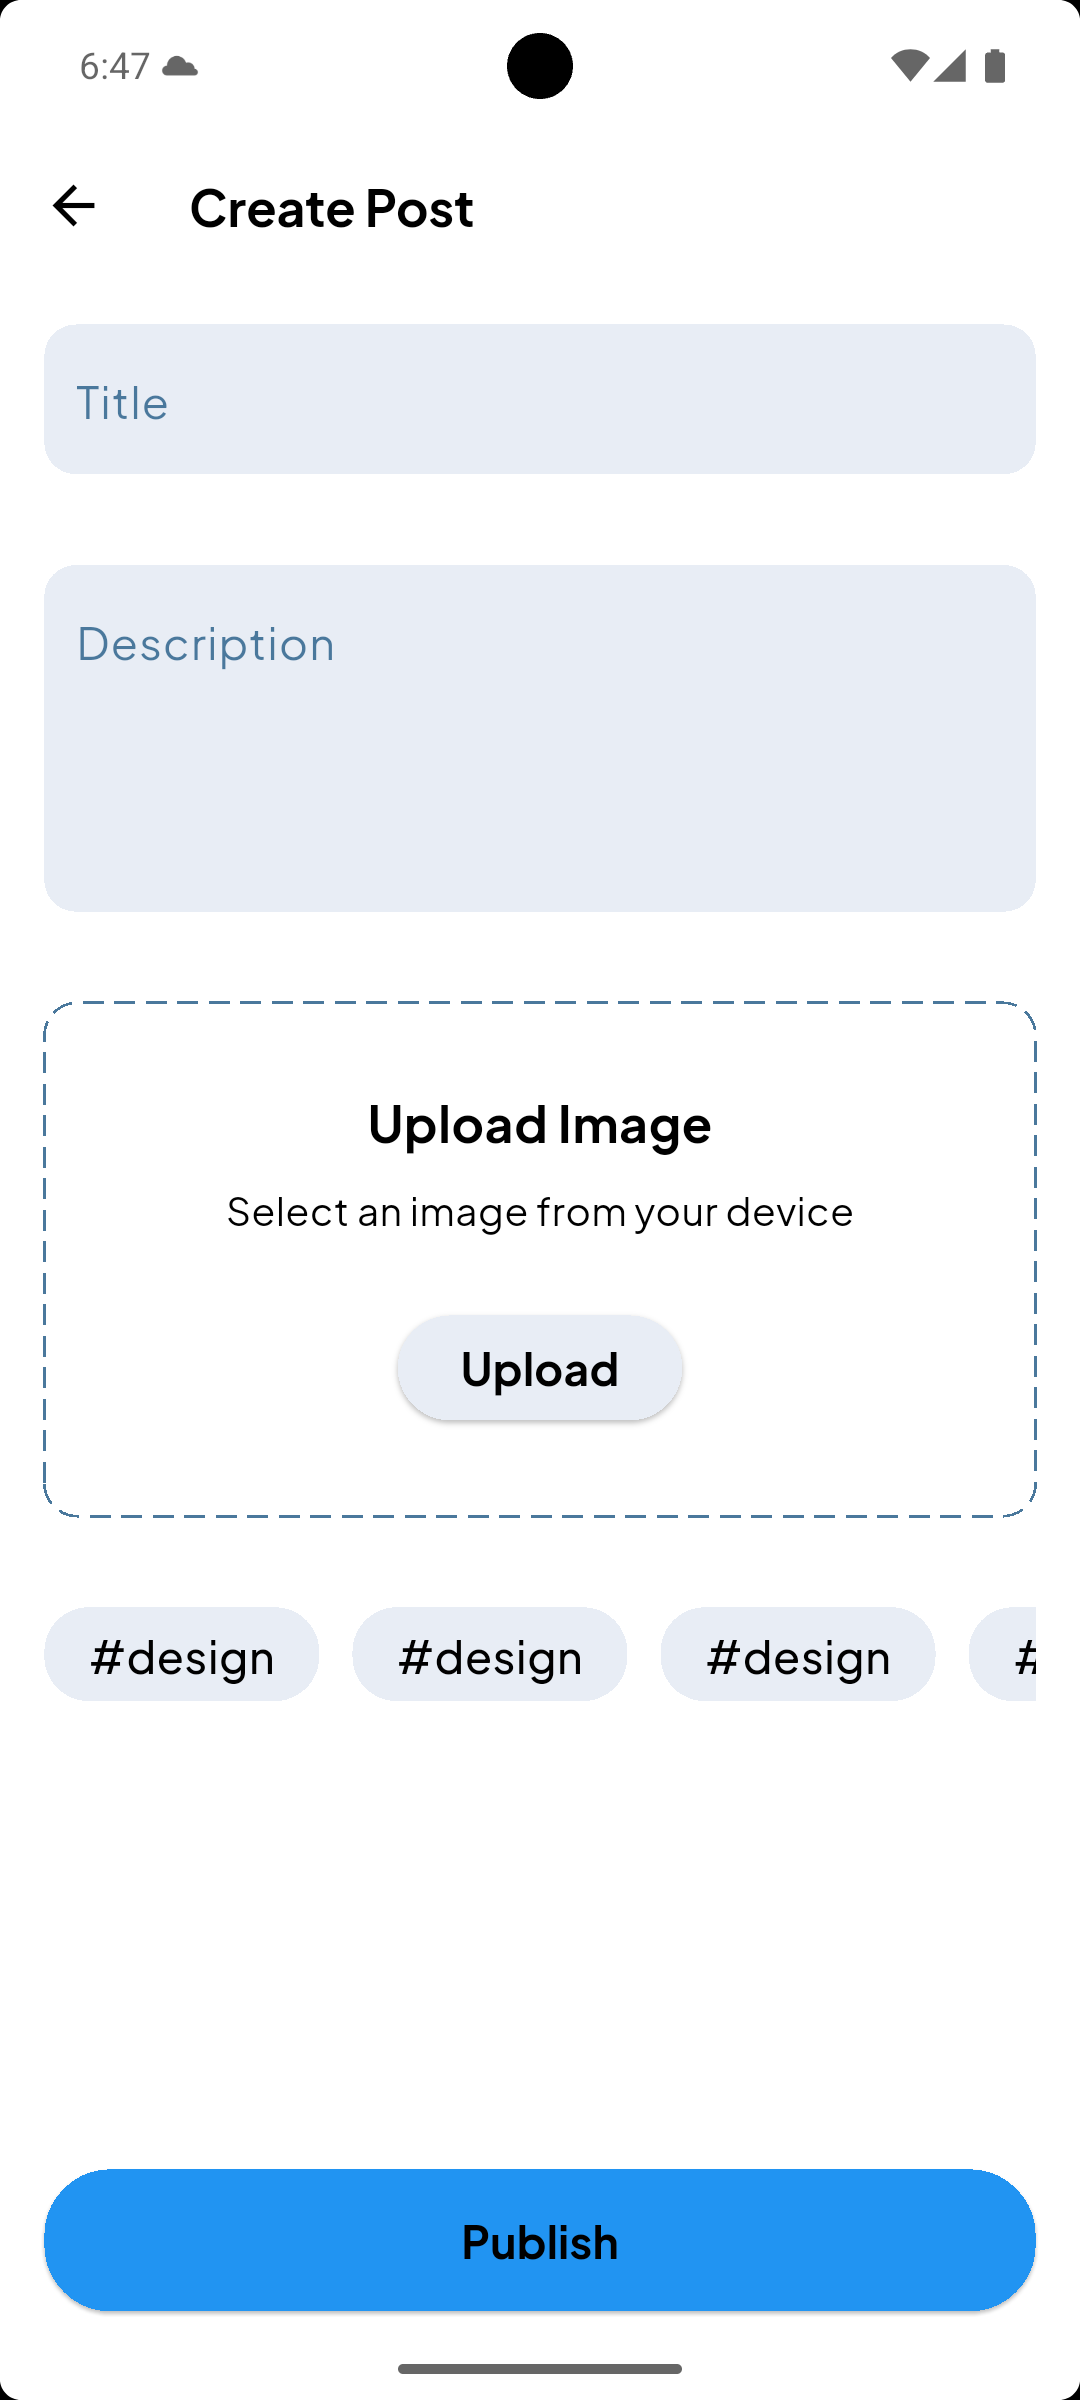 6:47
Create Post
Title
Description
Upload Image
Select an image from your device
Upload
#design #design #design #
Publish